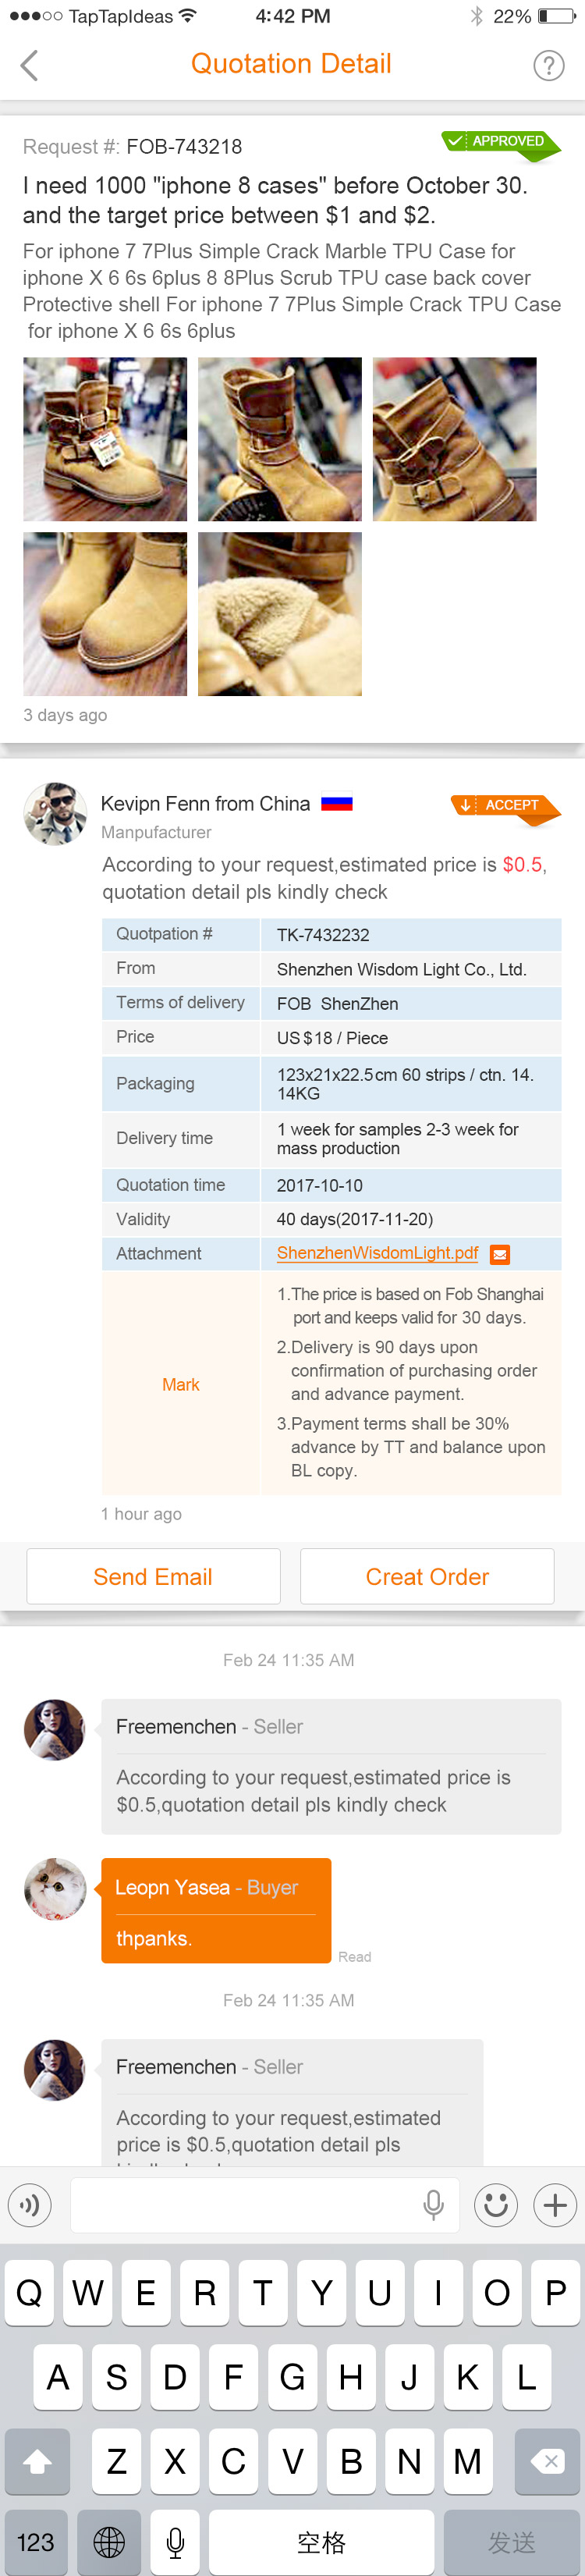 TapTapIdeas 4:42 PM 22%
Quotation Detail ?
Request #: FOB-743218 APPROVED
I need 1000 "iphone 8 cases" before October 30.
and the target price between $1 and $2.
For iphone 7 7Plus Simple Crack Marble TPU Case for
iphone X 6 6s 6plus 8 8Plus Scrub TPU case back cover
Protective shell For iphone 7 7Plus Simple Crack TPU Case
for iphone X 6 6s 6plus
3 days ago
Kevipn Fenn from China ACCEPT
Manpufacturer
According to your request,estimated price is $0.5,
quotation detail pls kindly check
Quotpation # TK-7432232
From Shenzhen Wisdom Light Co., Ltd.
Terms of delivery FOB ShenZhen
Price US$18 / Piece
Packaging 123x21x22.5cm 60 strips / ctn. 14.
14KG
Delivery time 1 week for samples 2-3 week for
mass production
Quotation time 2017-10-10
Validity 40 days(2017-11-20)
Attachment ShenzhenWisdomLight.pdf
Mark
1.The price is based on Fob Shanghai
port and keeps valid for 30 days.
2.Delivery is 90 days upon
confirmation of purchasing order
and advance payment.
3.Payment terms shall be 30%
advance by TT and balance upon
BL copy.
1 hour ago
Send Email Creat Order
Feb 24 11:35 AM
Freemenchen - Seller
According to your request,estimated price is
$0.5,quotation detail pls kindly check
Leopn Yasea - Buyer
thpanks.
Read
Feb 24 11:35 AM
Freemenchen - Seller
According to your request,estimated
price is $0.5,quotation detail pls
Q W E R T Y U I O P
A S D F G H J K L
Z X C V B N M
123 空格 发送